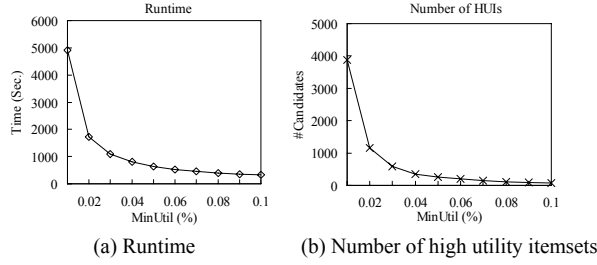 Runtime
6000
5000
4000
3000
2000
1000
0
Time (Sec.)
0.02 0.04 0.06 0.08 0.1
MinUtil (%)
(a) Runtime
Number of HUIs
5000
4000
3000
2000
1000
0
#Candidates
0.02 0.04 0.06 0.08 0.1
MinUtil (%)
(b) Number of high utility itemsets